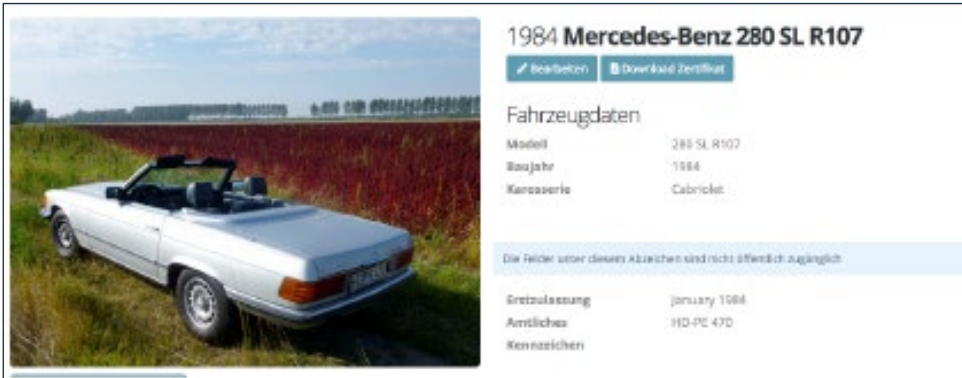 1984 Mercedes-Benz 280 SL R107
Bearbeiten Download Zertifikat
Fahrzeugdaten
Modell 280 SL R107
Baujahr 1984
Karosserie Cabriolet
Die Felder unter diesem Abzeichen sind nicht öffentlich zugänglich
Erstzulassung January 1984
Amtliches HD-PE 470
Kennzeichen